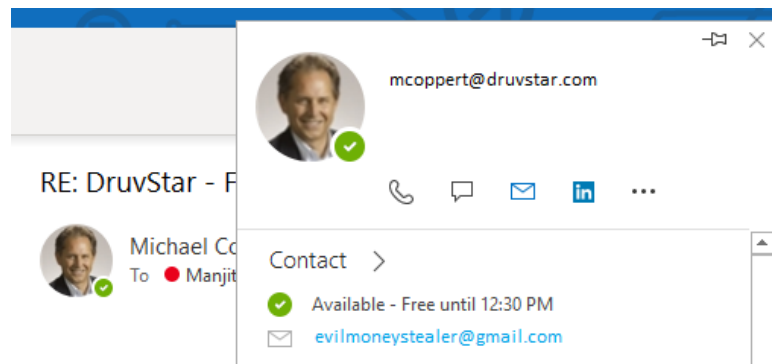 mcoppert@druvstar.com
in
RE: DruvStar - F
Michael Co
To Manjit
Contact
Available - Free until 12:30 PM
evilmoneystealer@gmail.com